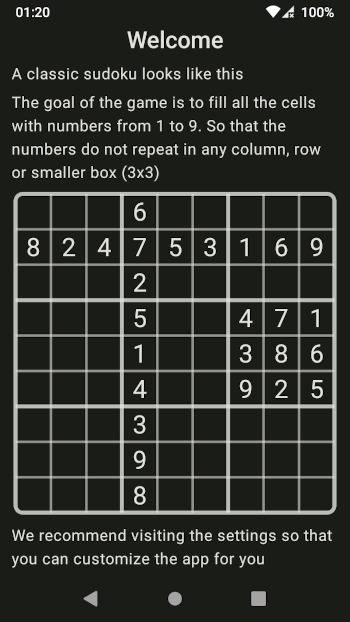 01:20 100%
Welcome
A classic sudoku looks like this
The goal of the game is to fill all the cells
with numbers from 1 to 9. So that the
numbers do not repeat in any column, row
or smaller box (3x3)
6
8 2 4 7 5 3 1 6 9
2
5 4 7 1
1 3 8 6
4 9 2 5
3
9
8
We recommend visiting the settings so that
you can customize the app for you